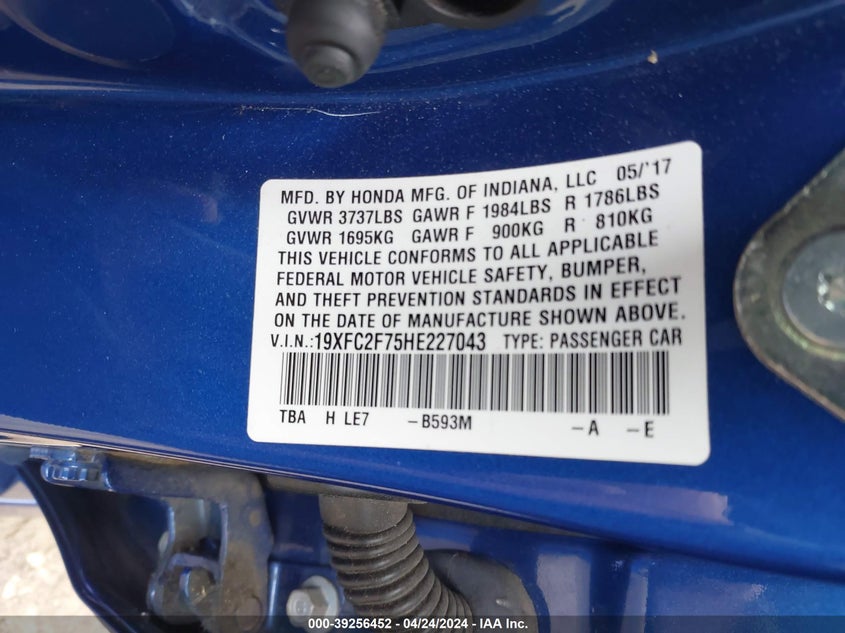 MFD. BY HONDA MFG. OF INDIANA, LLC 05/'17
GVWR 3737LBS GAWR F 1984LBS R 1786LBS
GVWR 1695KG GAWR F 900KG R 810KG
THIS VEHICLE CONFORMS TO ALL APPLICABLE
FEDERAL MOTOR VEHICLE SAFETY, BUMPER,
AND THEFT PREVENTION STANDARDS IN EFFECT
ON THE DATE OF MANUFACTURE SHOWN ABOVE.
V.I.N.:19XFC2F75HE227043 TYPE: PASSENGER CAR
TBA H LE7 -B593M -A -E
000-39256452 - 04/24/2024 - IAA Inc.